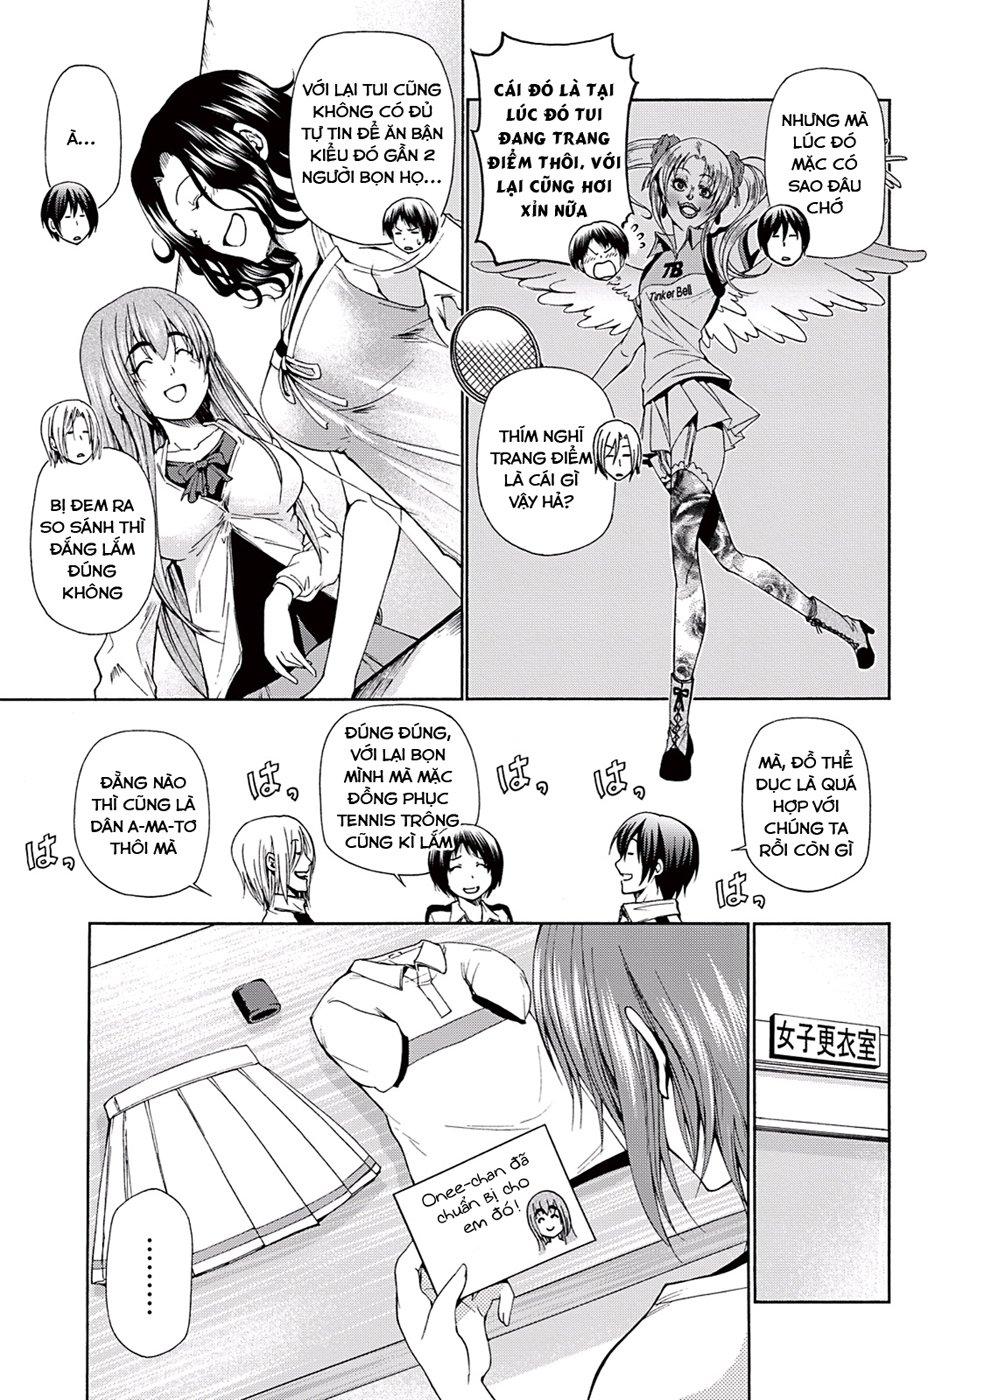 NHƯNG MÀ
LÚC ĐÓ
MẶC CÓ
SAO ĐÂU
CHỚ
CÁI ĐÓ LÀ TẠI
LÚC ĐÓ TUI
ĐANG TRANG
ĐIỂM THÔI, VỚI
LẠI CŨNG HƠI
XỈN NỮA
TB
Tinker Bell
THÍM NGHĨ
TRANG ĐIỂM
LÀ CÁI GÌ
VẬY HẢ?
VỚI LẠI TUI CŨNG
KHÔNG CÓ ĐỦ
TỰ TIN ĐỂ ĂN BẬN
KIỂU ĐÓ GẦN 2
NGƯỜI BỌN HỌ...
À...
BỊ ĐEM RA
SO SÁNH THÌ
ĐẮNG LẮM
ĐÚNG
KHÔNG
MÀ, ĐỒ THỂ
DỤC LÀ QUÁ
HỢP VỚI
CHÚNG TA
RỒI CÒN GÌ
はっ
はっ
はっ
ĐÚNG ĐÚNG,
VỚI LẠI BỌN
MÌNH MÀ MẶC
ĐỒNG PHỤC
TENNIS TRÔNG
CŨNG KÌ LẮM
はっ
ĐẰNG NÀO
THÌ CŨNG LÀ
DÂN A-MA-TƠ
THÔI MÀ
はっ
女子更衣室
Onee-chan đã
chuẩn bị cho
em đó!
........